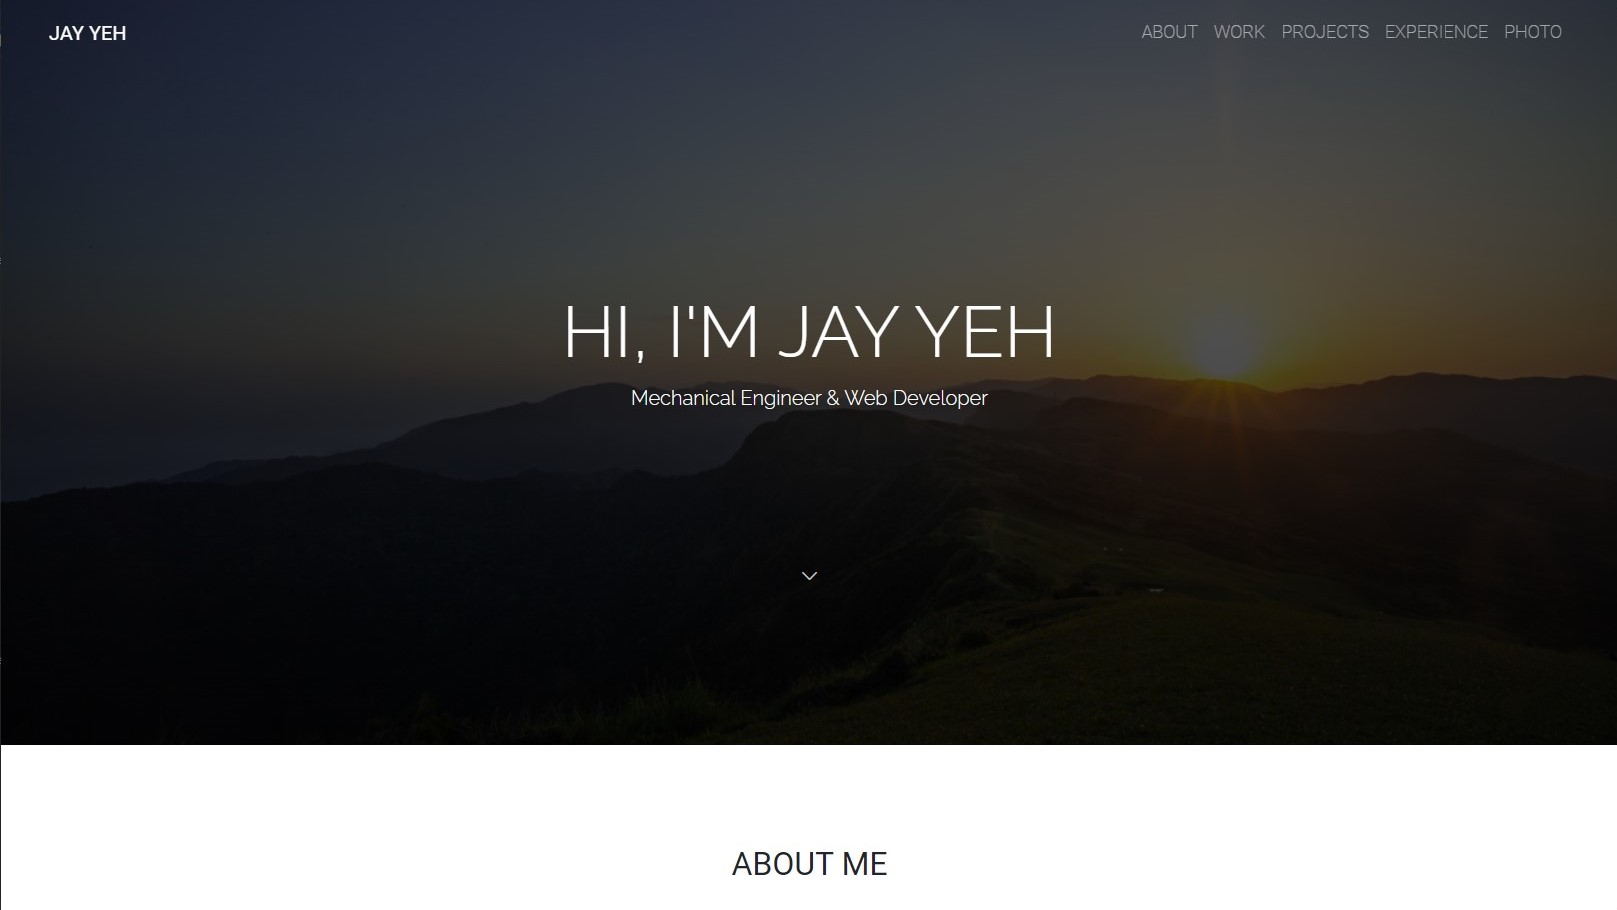 JAY YEH
ABOUT WORK PROJECTS EXPERIENCE PHOTO
HI, I'M JAY YEH
Mechanical Engineer & Web Developer
ABOUT ME